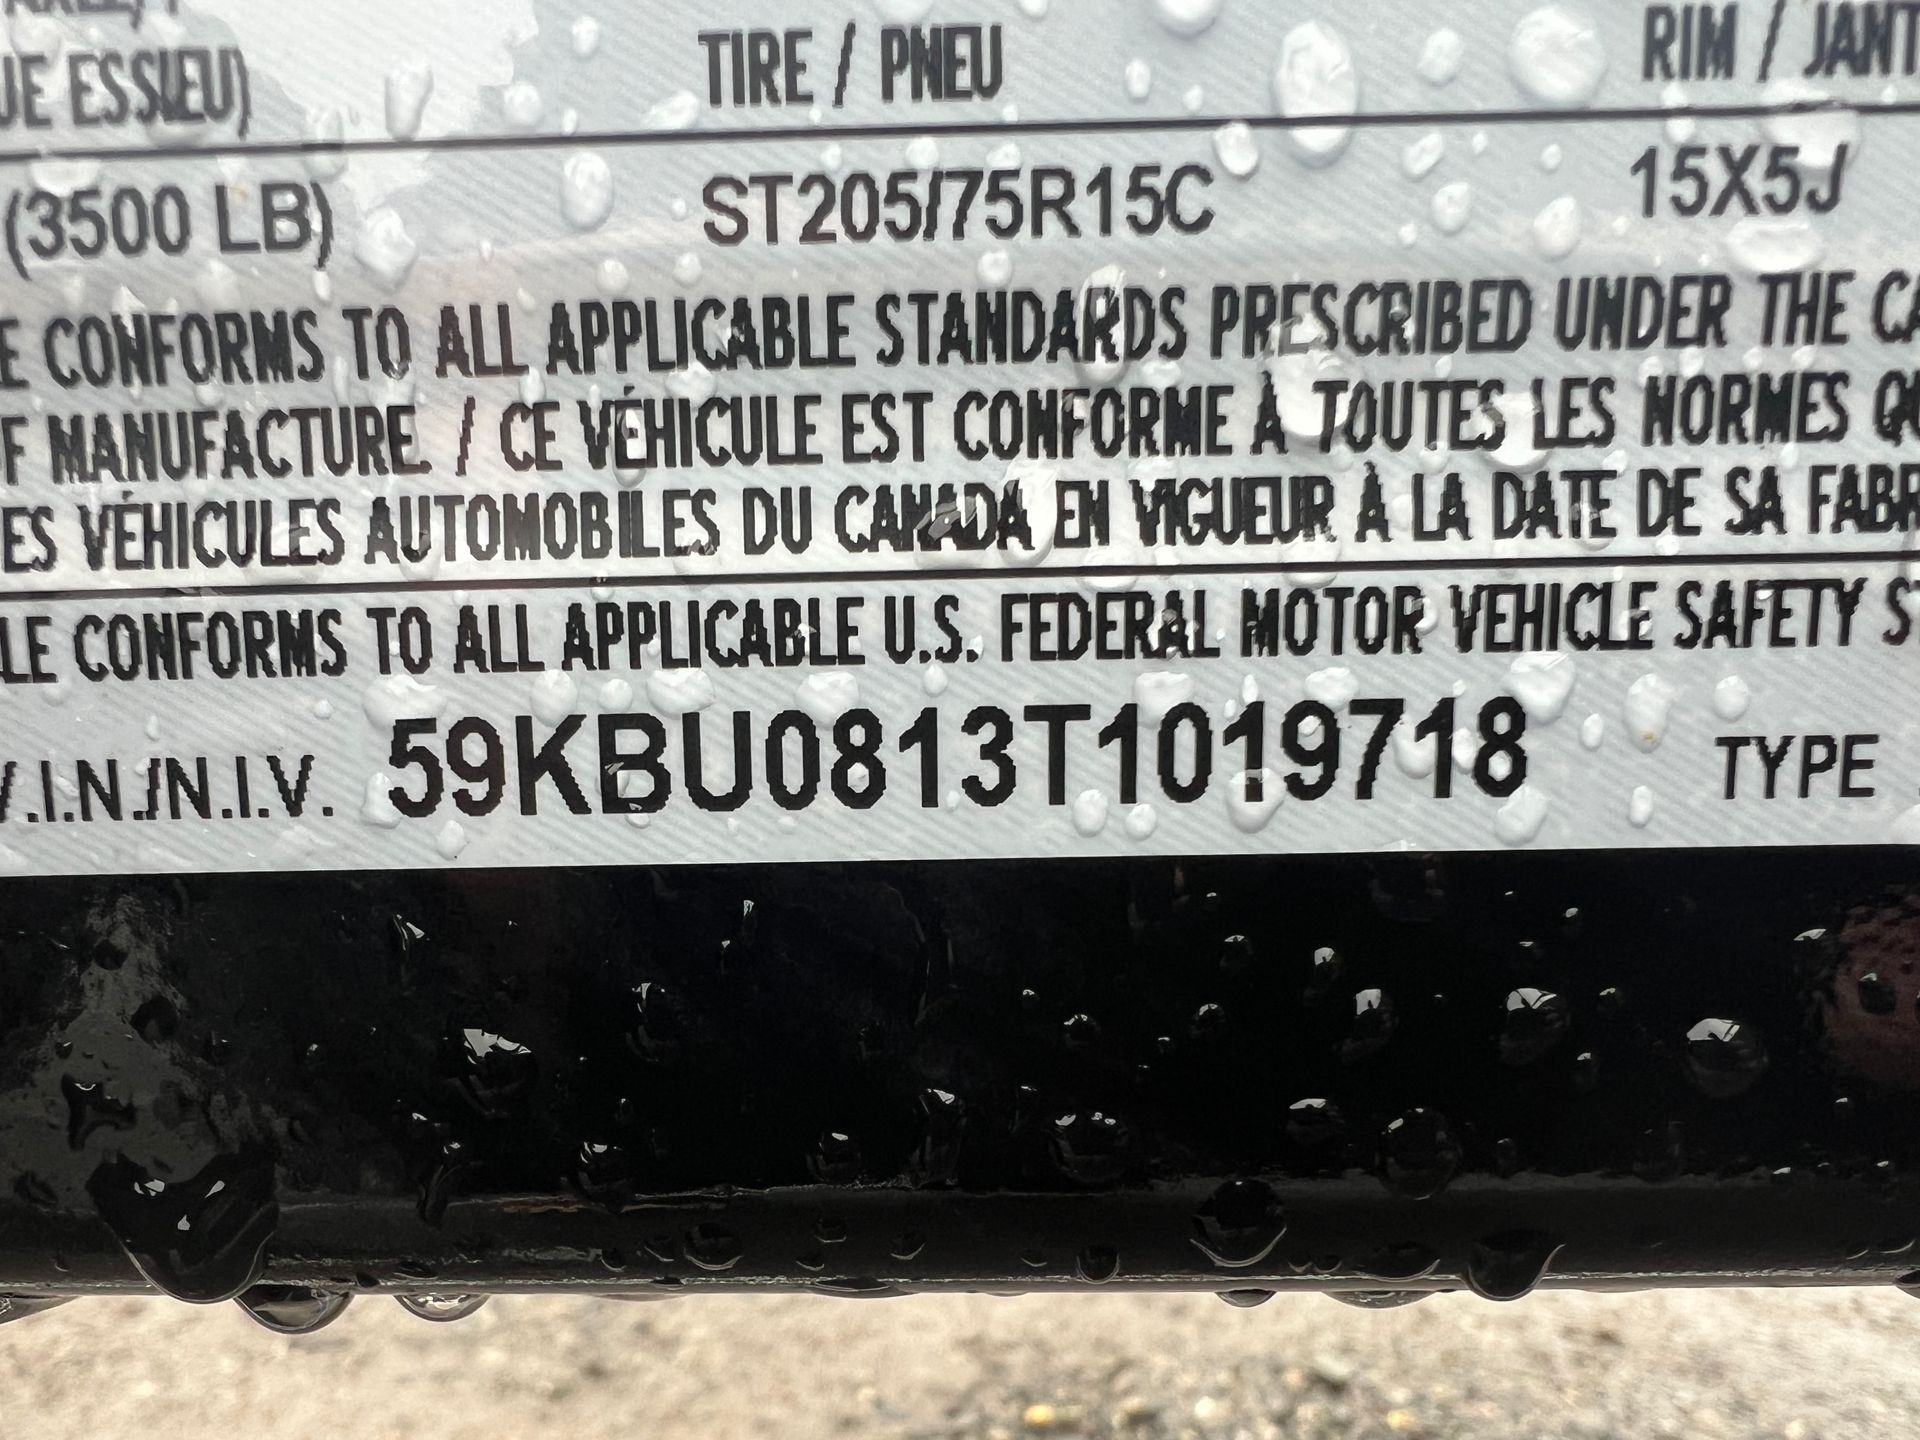 UE ESSIEU) TIRE / PNEU RIM / JANT
(3500 LB) ST205/75R15C 15X5J
E CONFORMS TO ALL APPLICABLE STANDARDS PRESCRIBED UNDER THE CA
F MANUFACTURE. / CE VÉHICULE EST CONFORME À TOUTES LES NORMES QU
ES VÉHICULES AUTOMOBILES DU CANADA EN VIGUEUR À LA DATE DE SA FABR
LE CONFORMS TO ALL APPLICABLE U.S. FEDERAL MOTOR VEHICLE SAFETY ST
V.I.N./N.I.V. 59KBU0813T1019718 TYPE